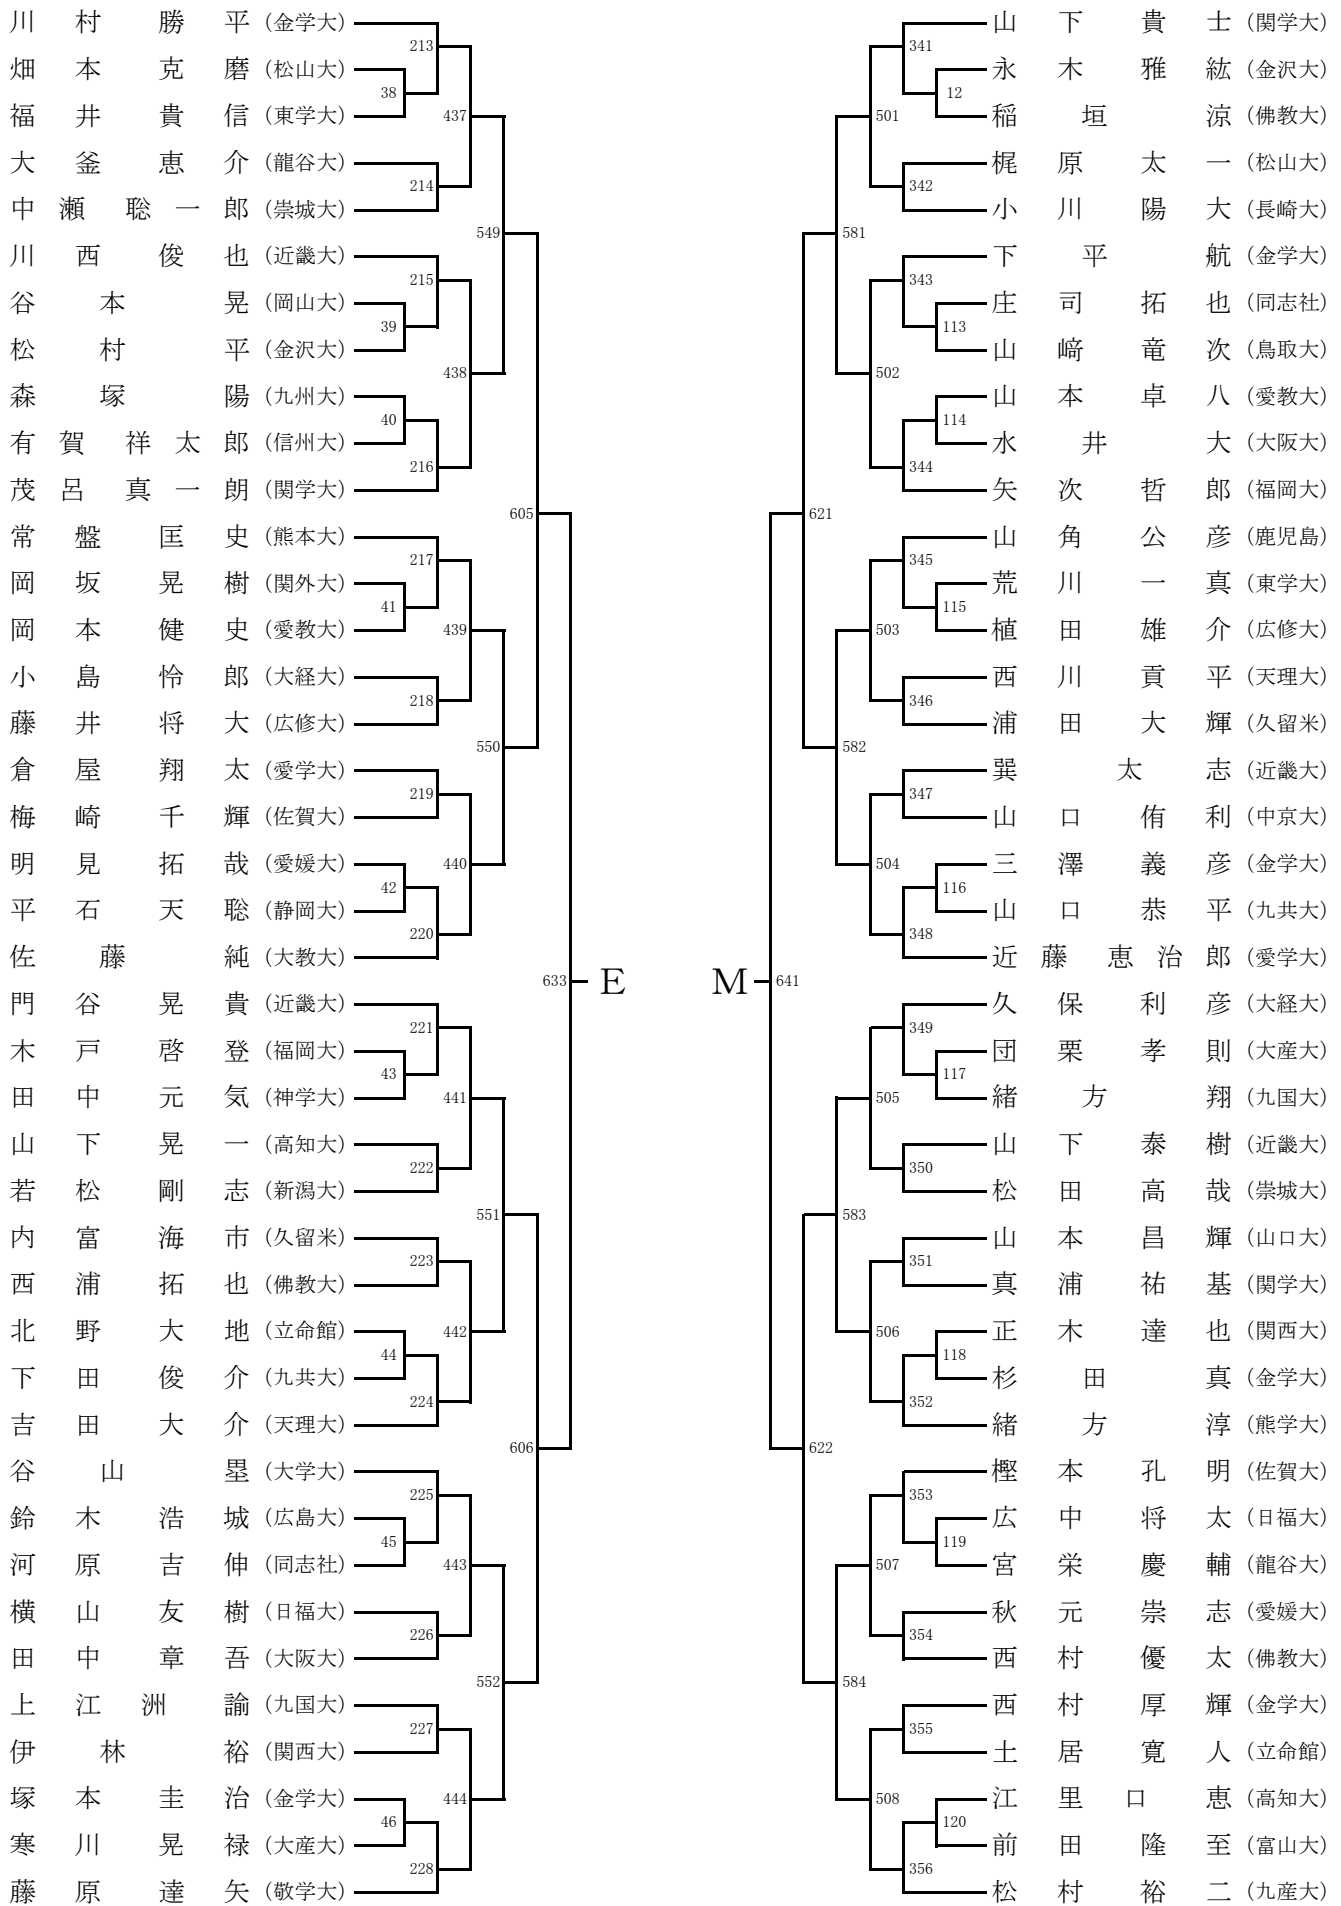 川村勝平(金学大)
213
畑本克磨(松山大)
38
福井貴信(東学大)
437
大釜恵介(龍谷大)
214
中瀬聡一郎(崇城大)
549
川西俊也(近畿大)
215
谷本晃(岡山大)
39
松村平(金沢大)
438
森塚陽(九州大)
40
有賀祥太郎(信州大)
216
茂呂真一朗(関学大)
605
常盤匡史(熊本大)
217
岡坂晃樹(関外大)
41
岡本健史(愛教大)
439
小島怜郎(大経大)
218
藤井将大(広修大)
550
倉屋翔太(愛学大)
219
梅崎千輝(佐賀大)
440
明見拓哉(愛媛大)
42
平石天聡(静岡大)
220
佐藤純(大教大)
633 E
門谷晃貴(近畿大)
221
木戸啓登(福岡大)
43
田中元気(神学大)
441
山下晃一(高知大)
222
若松剛志(新潟大)
551
内富海市(久留米)
223
西浦拓也(佛教大)
442
北野大地(立命館)
44
下田俊介(九共大)
224
吉田大介(天理大)
606
谷山塁(大学大)
225
鈴木浩城(広島大)
45
河原吉伸(同志社)
443
横山友樹(日福大)
226
田中章吾(大阪大)
552
上江洲諭(九国大)
227
伊林裕(関西大)
444
塚本圭治(金学大)
46
寒川晃禄(大産大)
228
藤原達矢(敬学大)
山下貴士(関学大)
341
永木雅紘(金沢大)
12
稲垣涼(佛教大)
501
梶原太一(松山大)
342
小川陽大(長崎大)
581
下平航(金学大)
343
庄司拓也(同志社)
113
山﨑竜次(鳥取大)
502
山本卓八(愛教大)
114
水井大(大阪大)
344
矢次哲郎(福岡大)
621
山角公彦(鹿児島)
345
荒川一真(東学大)
115
植田雄介(広修大)
503
西川貢平(天理大)
346
浦田大輝(久留米)
582
巽太志(近畿大)
347
山口侑利(中京大)
504
三澤義彦(金学大)
116
山口恭平(九共大)
348
近藤恵治郎(愛学大)
M 641
久保利彦(大経大)
349
団栗孝則(大産大)
117
緒方翔(九国大)
505
山下泰樹(近畿大)
350
松田高哉(崇城大)
583
山本昌輝(山口大)
351
真浦祐基(関学大)
506
正木達也(関西大)
118
杉田真(金学大)
352
緒方淳(熊学大)
622
樫本孔明(佐賀大)
353
広中将太(日福大)
119
宮栄慶輔(龍谷大)
507
秋元崇志(愛媛大)
354
西村優太(佛教大)
584
西村厚輝(金学大)
355
土居寛人(立命館)
508
江里口恵(高知大)
120
前田隆至(富山大)
356
松村裕二(九産大)